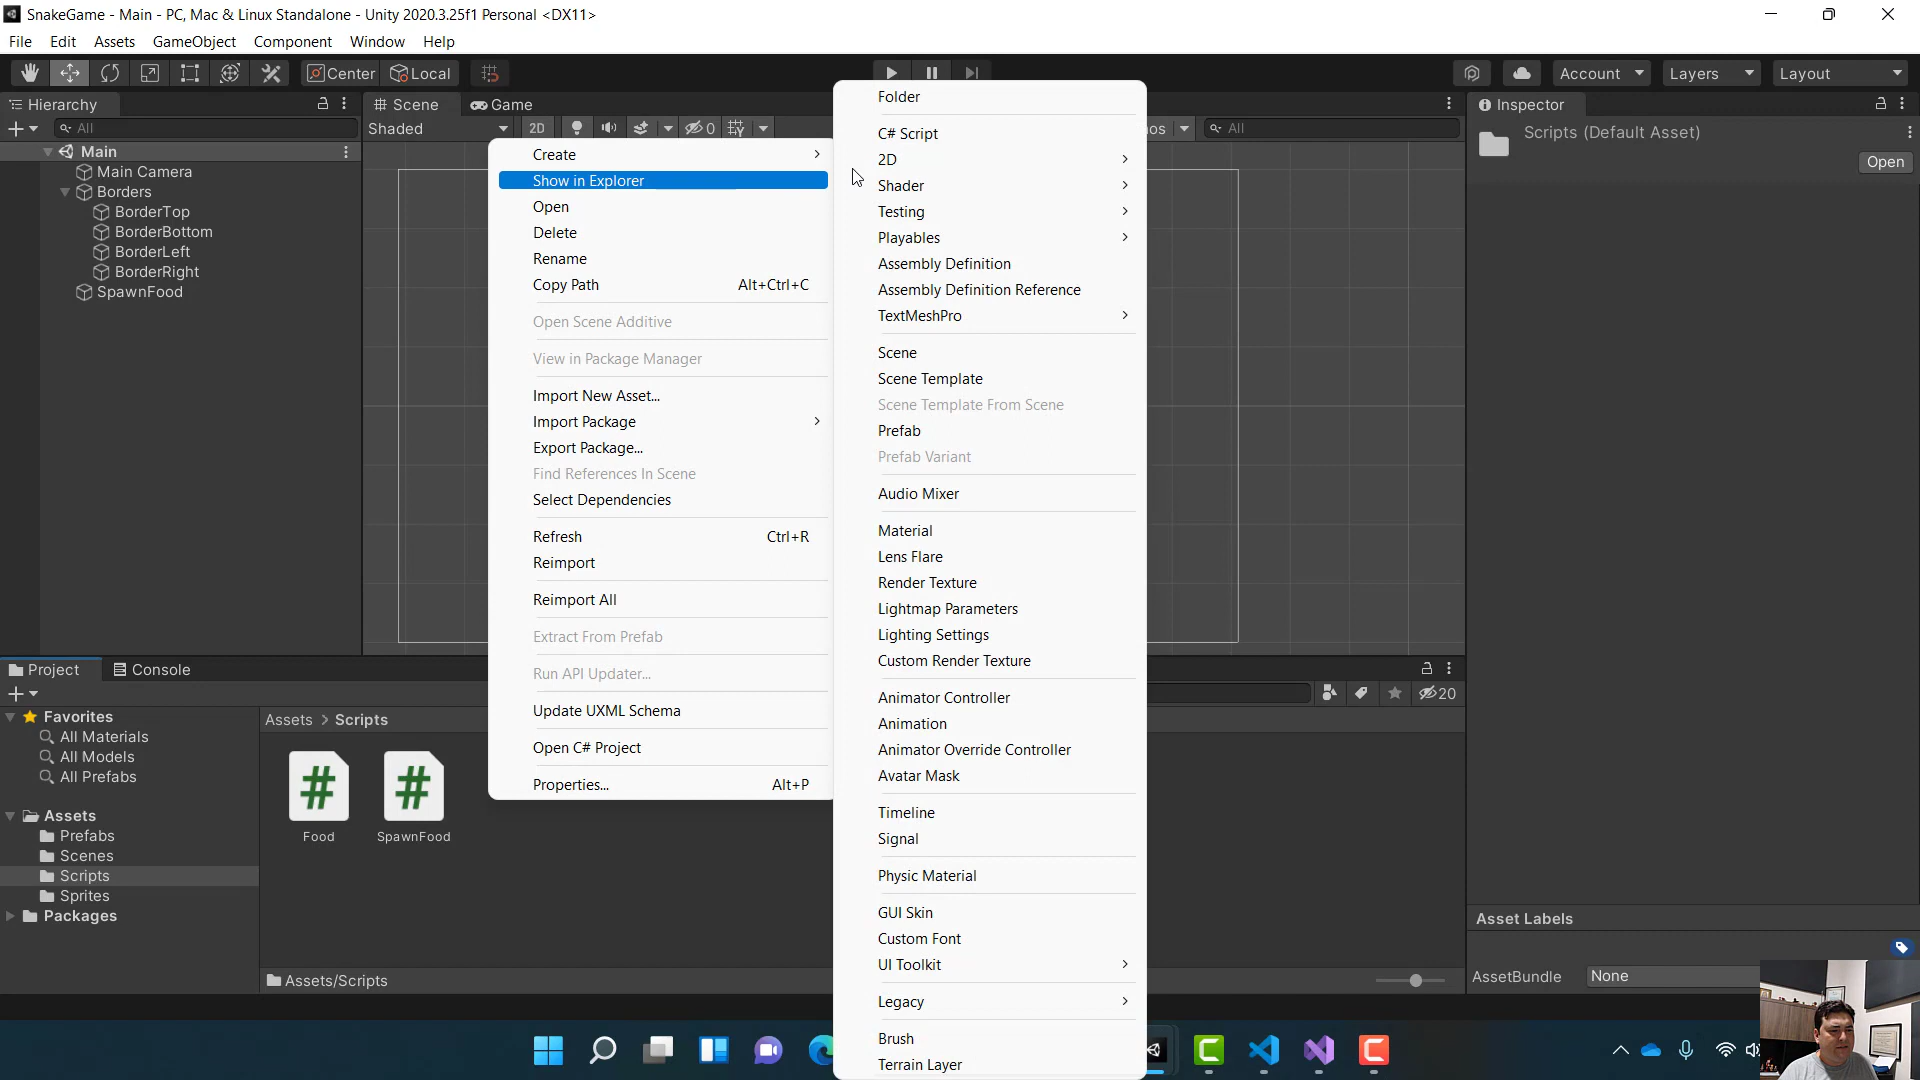 SnakeGame - Main - PC, Mac & Linux Standalone - Unity 2020.3.25f1 Personal <DX11>
File Edit Assets GameObject Component Window Help
Center Local Account Layers Layout
Hierarchy
All
Main
Main Camera
Borders
BorderTop
BorderBottom
BorderLeft
BorderRight
SpawnFood
Scene Game
Shaded 2D 0 All
Create
Show in Explorer
Open
Delete
Rename
Copy Path Alt+Ctrl+C
Open Scene Additive
View in Package Manager
Import New Asset...
Import Package
Export Package...
Find References In Scene
Select Dependencies
Refresh Ctrl+R
Reimport
Reimport All
Extract From Prefab
Run API Updater...
Update UXML Schema
Open C# Project
Properties... Alt+P
Folder
C# Script
2D
Shader
Testing
Playables
Assembly Definition
Assembly Definition Reference
TextMeshPro
Scene
Scene Template
Scene Template From Scene
Prefab
Prefab Variant
Audio Mixer
Material
Lens Flare
Render Texture
Lightmap Parameters
Lighting Settings
Custom Render Texture
Animator Controller
Animation
Animator Override Controller
Avatar Mask
Timeline
Signal
Physic Material
GUI Skin
Custom Font
UI Toolkit
Legacy
Brush
Terrain Layer
Inspector
Scripts (Default Asset)
Open
Project Console
20
Favorites
All Materials
All Models
All Prefabs
Assets
Prefabs
Scenes
Scripts
Sprites
Packages
Assets > Scripts
Food SpawnFood
Assets/Scripts
Asset Labels
AssetBundle None